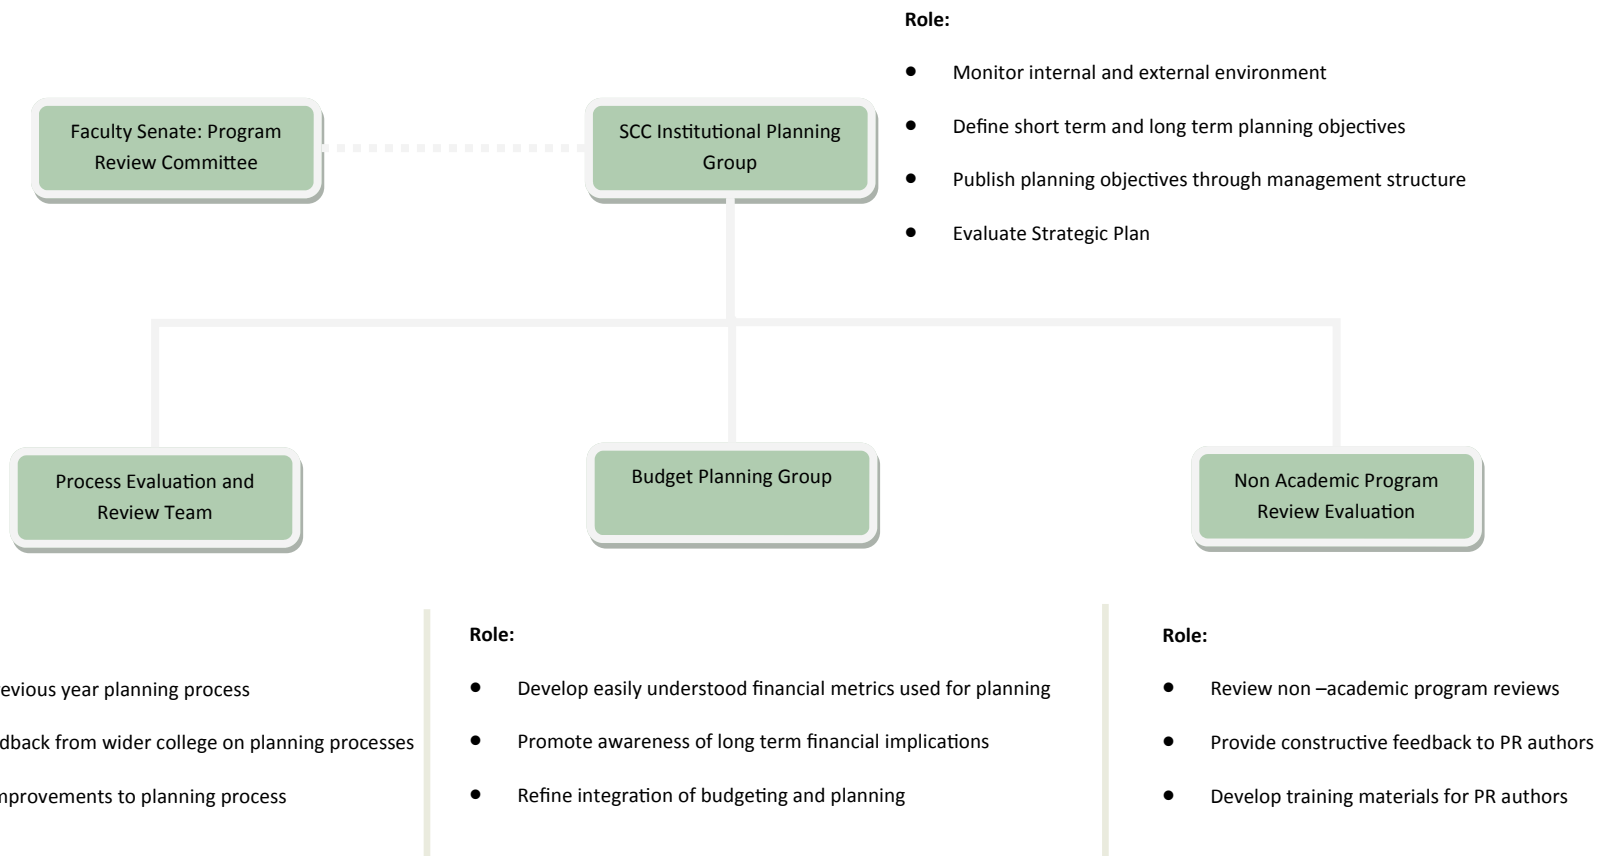 Role:
● Monitor internal and external environment
● Define short term and long term planning objectives
● Publish planning objectives through management structure
● Evaluate Strategic Plan
Faculty Senate: Program
Review Committee
SCC Institutional Planning
Group
Process Evaluation and
Review Team
Budget Planning Group
Non Academic Program
Review Evaluation
evious year planning process
dback from wider college on planning processes
mprovements to planning process
Role:
● Develop easily understood financial metrics used for planning
● Promote awareness of long term financial implications
● Refine integration of budgeting and planning
Role:
● Review non –academic program reviews
● Provide constructive feedback to PR authors
● Develop training materials for PR authors